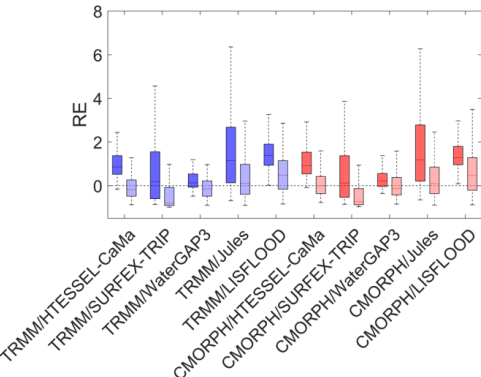 8
6
4
2
0
RE
TRMM/HTESSEL-CaMa
TRMM/SURFEX-TRIP
TRMM/WaterGAP3
TRMM/Jules
TRMM/LISFLOOD
CMORPH/HTESSEL-CaMa
CMORPH/SURFEX-TRIP
CMORPH/WaterGAP3
CMORPH/Jules
CMORPH/LISFLOOD